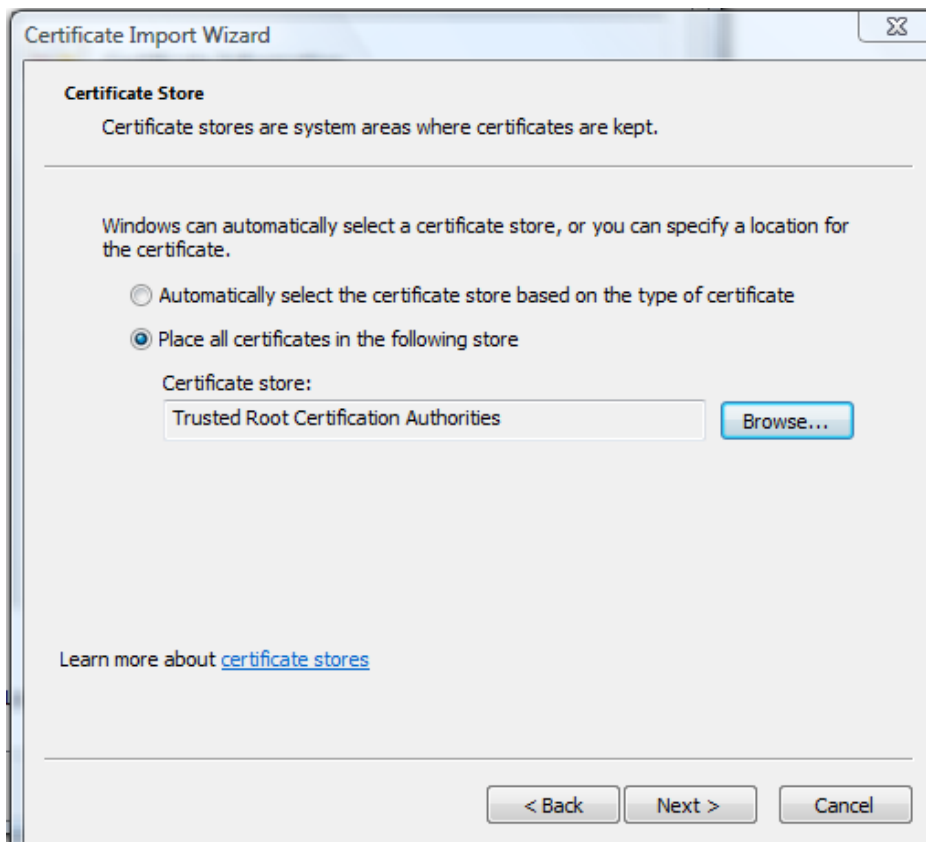 Certificate Import Wizard
Certificate Store
Certificate stores are system areas where certificates are kept.
Windows can automatically select a certificate store, or you can specify a location for
the certificate.
Automatically select the certificate store based on the type of certificate
Place all certificates in the following store
Certificate store:
Trusted Root Certification Authorities
Browse...
Learn more about certificate stores
< Back
Next >
Cancel